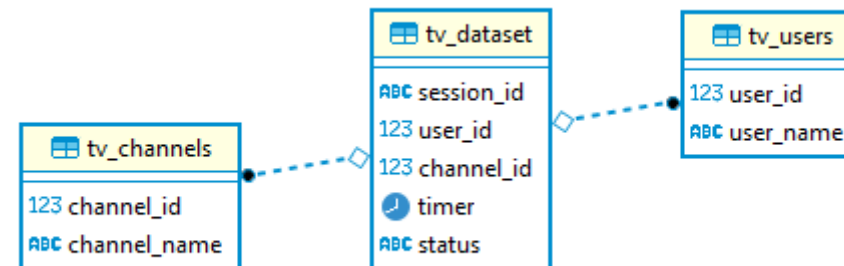 tv_channels
123 channel_id
ABC channel_name
tv_dataset
ABC session_id
123 user_id
123 channel_id
timer
ABC status
tv_users
123 user_id
ABC user_name